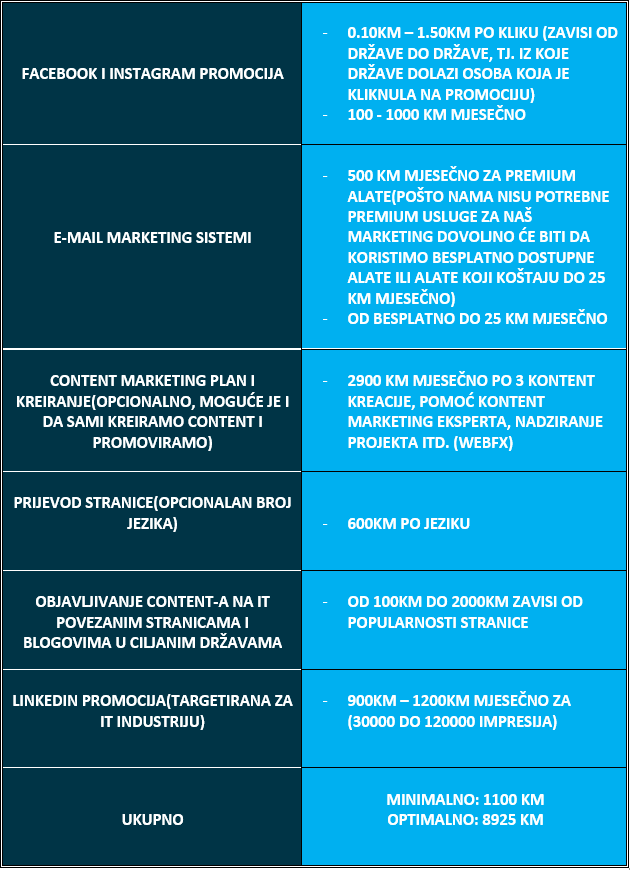 FACEBOOK I INSTAGRAM PROMOCIJA
- 0.10KM – 1.50KM PO KLIKU (ZAVISI OD
DRŽAVE DO DRŽAVE, TJ. IZ KOJE
DRŽAVE DOLAZI OSOBA KOJA JE
KLIKNULA NA PROMOCIJU)
- 100 - 1000 KM MJESEČNO
E-MAIL MARKETING SISTEMI
- 500 KM MJESEČNO ZA PREMIUM
ALATE(POŠTO NAMA NISU POTREBNE
PREMIUM USLUGE ZA NAŠ
MARKETING DOVOLJNO ĆE BITI DA
KORISTIMO BESPLATNO DOSTUPNE
ALATE ILI ALATE KOJI KOŠTAJU DO 25
KM MJESEČNO)
- OD BESPLATNO DO 25 KM MJESEČNO
CONTENT MARKETING PLAN I
KREIRANJE(OPCIONALNO, MOGUĆE JE I
DA SAMI KREIRAMO CONTENT I
PROMOVIRAMO)
- 2900 KM MJESEČNO PO 3 KONTENT
KREACIJE, POMOĆ KONTENT
MARKETING EKSPERTA, NADZIRANJE
PROJEKTA ITD. (WEBFX)
PRIJEVOD STRANICE(OPCIONALAN BROJ
JEZIKA)
- 600KM PO JEZIKU
OBJAVLJIVANJE CONTENT-A NA IT
POVEZANIM STRANICAMA I
BLOGOVIMA U CILJANIM DRŽAVAMA
- OD 100KM DO 2000KM ZAVISI OD
POPULARNOSTI STRANICE
LINKEDIN PROMOCIJA(TARGETIRANA ZA
IT INDUSTRIJU)
- 900KM – 1200KM MJESEČNO ZA
(30000 DO 120000 IMPRESIJA)
UKUPNO
MINIMALNO: 1100 KM
OPTIMALNO: 8925 KM